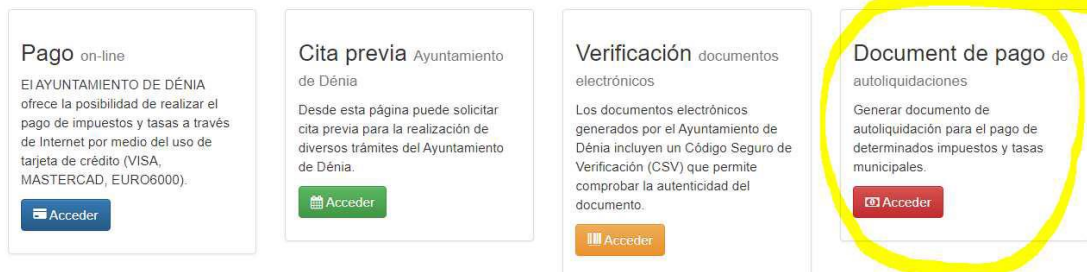 Pago on-line
El AYUNTAMIENTO DE DÉNIA
ofrece la posibilidad de realizar el
pago de impuestos y tasas a través
de Internet por medio del uso de
tarjeta de crédito (VISA,
MASTERCAD, EURO6000).
Acceder
Cita previa Ayuntamiento
de Dénia
Desde esta página puede solicitar
cita previa para la realización de
diversos trámites del Ayuntamiento
de Dénia.
Acceder
Verificación documentos
electrónicos
Los documentos electrónicos
generados por el Ayuntamiento de
Dénia incluyen un Código Seguro de
Verificación (CSV) que permite
comprobar la autenticidad del
documento.
Acceder
Document de pago de
autoliquidaciones
Generar documento de
autoliquidación para el pago de
determinados impuestos y tasas
municipales.
Acceder